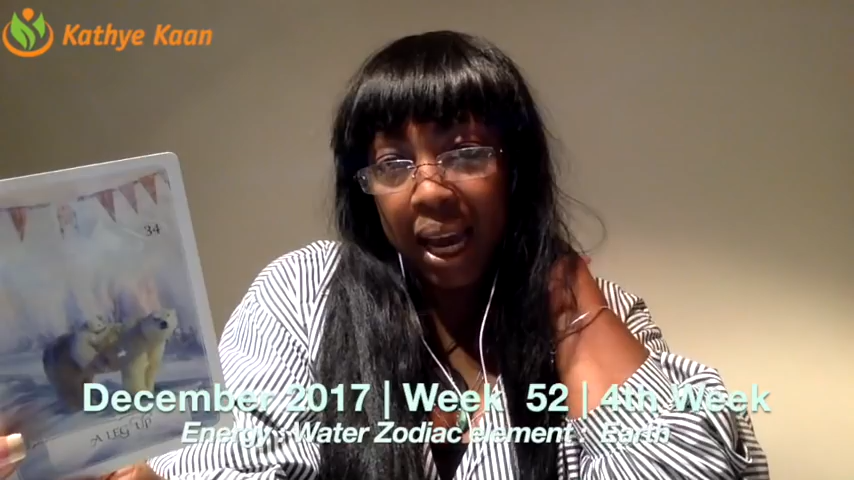 Kathye Kaan
34
A LEG UP
December 2017 | Week 52 | 4th Week
Energy : Water Zodiac element : Earth